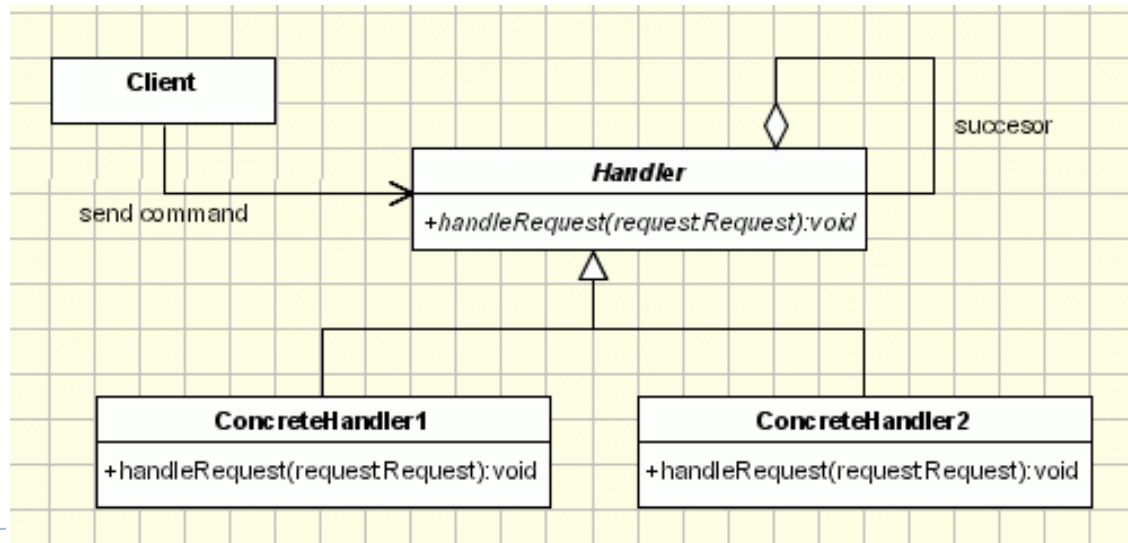 Client
succesor
Handler
send command
+handleRequest(request:Request):void
ConcreteHandler1
+handleRequest(request:Request):void
ConcreteHandler2
+handleRequest(request:Request):void